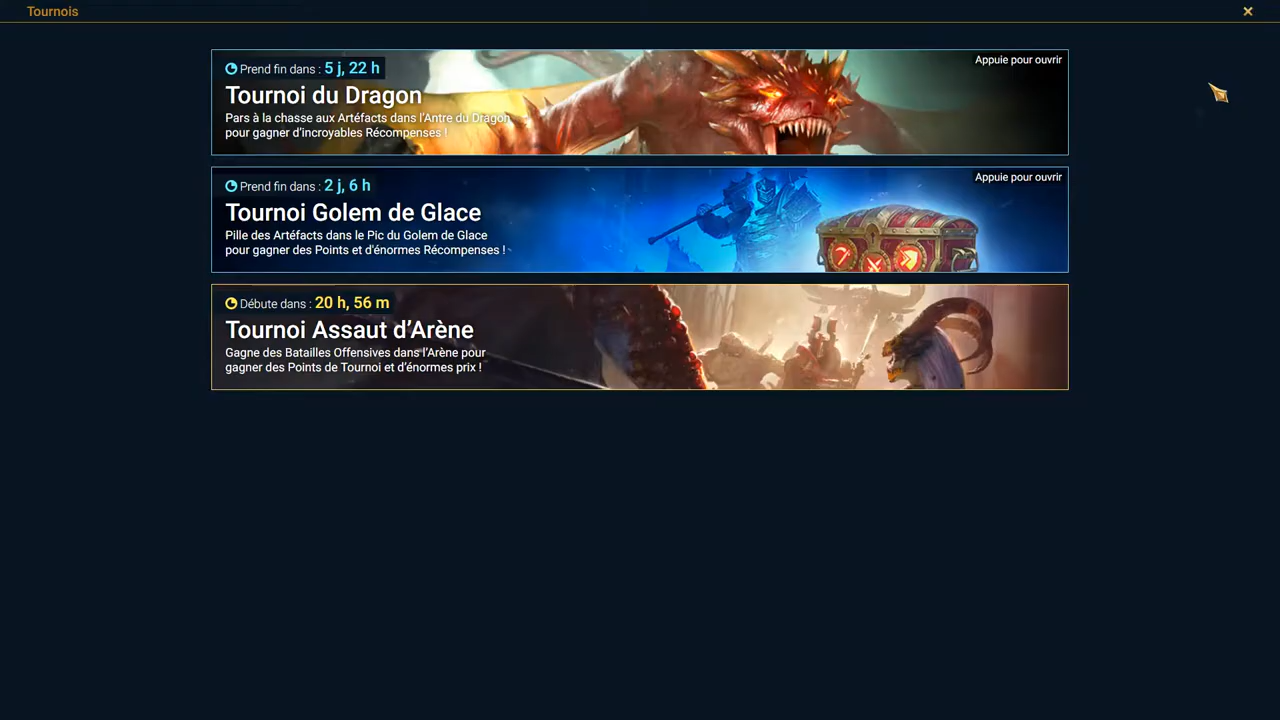 Tournois
Prend fin dans : 5 j, 22 h
Appuie pour ouvrir
Tournoi du Dragon
Pars à la chasse aux Artéfacts dans l'Antre du Dragon
pour gagner d'incroyables Récompenses !
Prend fin dans : 2 j, 6 h
Appuie pour ouvrir
Tournoi Golem de Glace
Pille des Artéfacts dans le Pic du Golem de Glace
pour gagner des Points et d'énormes Récompenses !
Débute dans : 20 h, 56 m
Tournoi Assaut d'Arène
Gagne des Batailles Offensives dans l'Arène pour
gagner des Points de Tournoi et d'énormes prix !